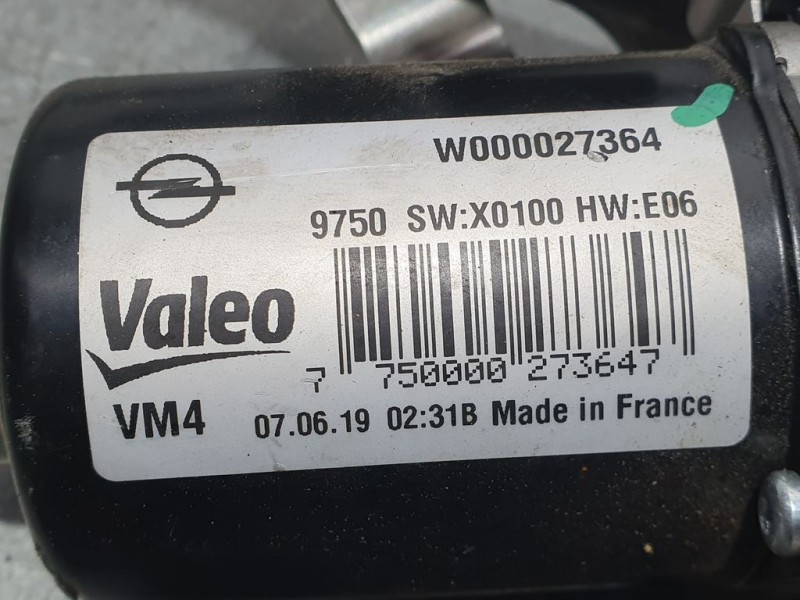 W000027364
9750 SW:X0100 HW:E06
Valeo
7 750000 273647
VM4 07.06.19 02:31B Made in France